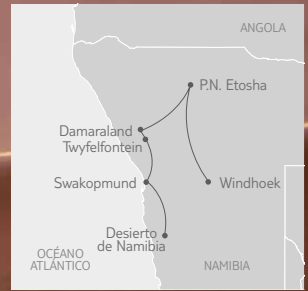 ANGOLA
P.N. Etosha
Damaraland
Twyfelfontein
Swakopmund
Windhoek
Desierto
de Namibia
OCÉANO
ATLÁNTICO
NAMIBIA